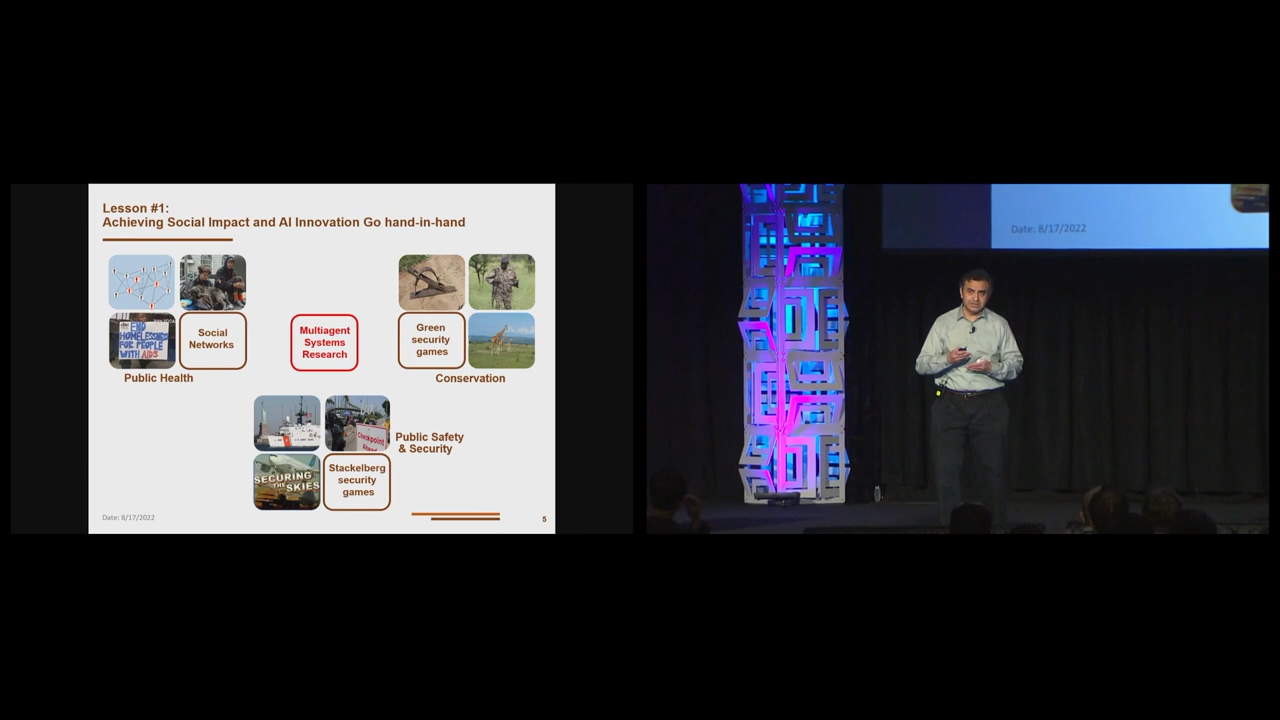 Lesson #1:
Achieving Social Impact and AI Innovation Go hand-in-hand
END
HOMELESSNESS
FOR PEOPLE
WITH AIDS
Social
Networks
Public Health
Multiagent
Systems
Research
Green
security
games
Conservation
Checkpoint
Ahead
Public Safety
& Security
SECURING
THE SKIES
Stackelberg
security
games
Date: 8/17/2022
5
Date: 8/17/2022